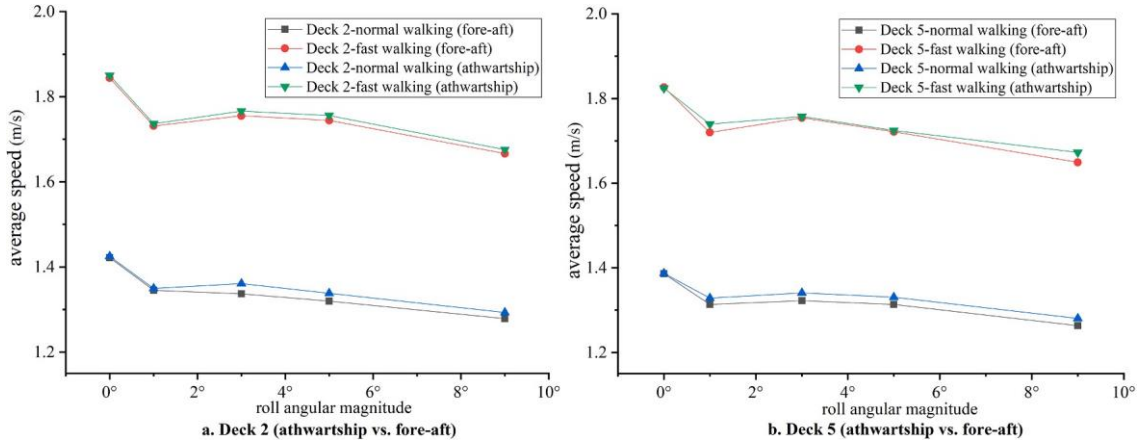 2.0
1.8
1.6
1.4
1.2
average speed (m/s)
Deck 2-normal walking (fore-aft)
Deck 2-fast walking (fore-aft)
Deck 2-normal walking (athwartship)
Deck 2-fast walking (athwartship)
0° 2° 4° 6° 8° 10°
roll angular magnitude
a. Deck 2 (athwartship vs. fore-aft)
2.0
1.8
1.6
1.4
1.2
average speed (m/s)
Deck 5-normal walking (fore-aft)
Deck 5-fast walking (fore-aft)
Deck 5-normal walking (athwartship)
Deck 5-fast walking (athwartship)
0° 2° 4° 6° 8° 10°
roll angular magnitude
b. Deck 5 (athwartship vs. fore-aft)